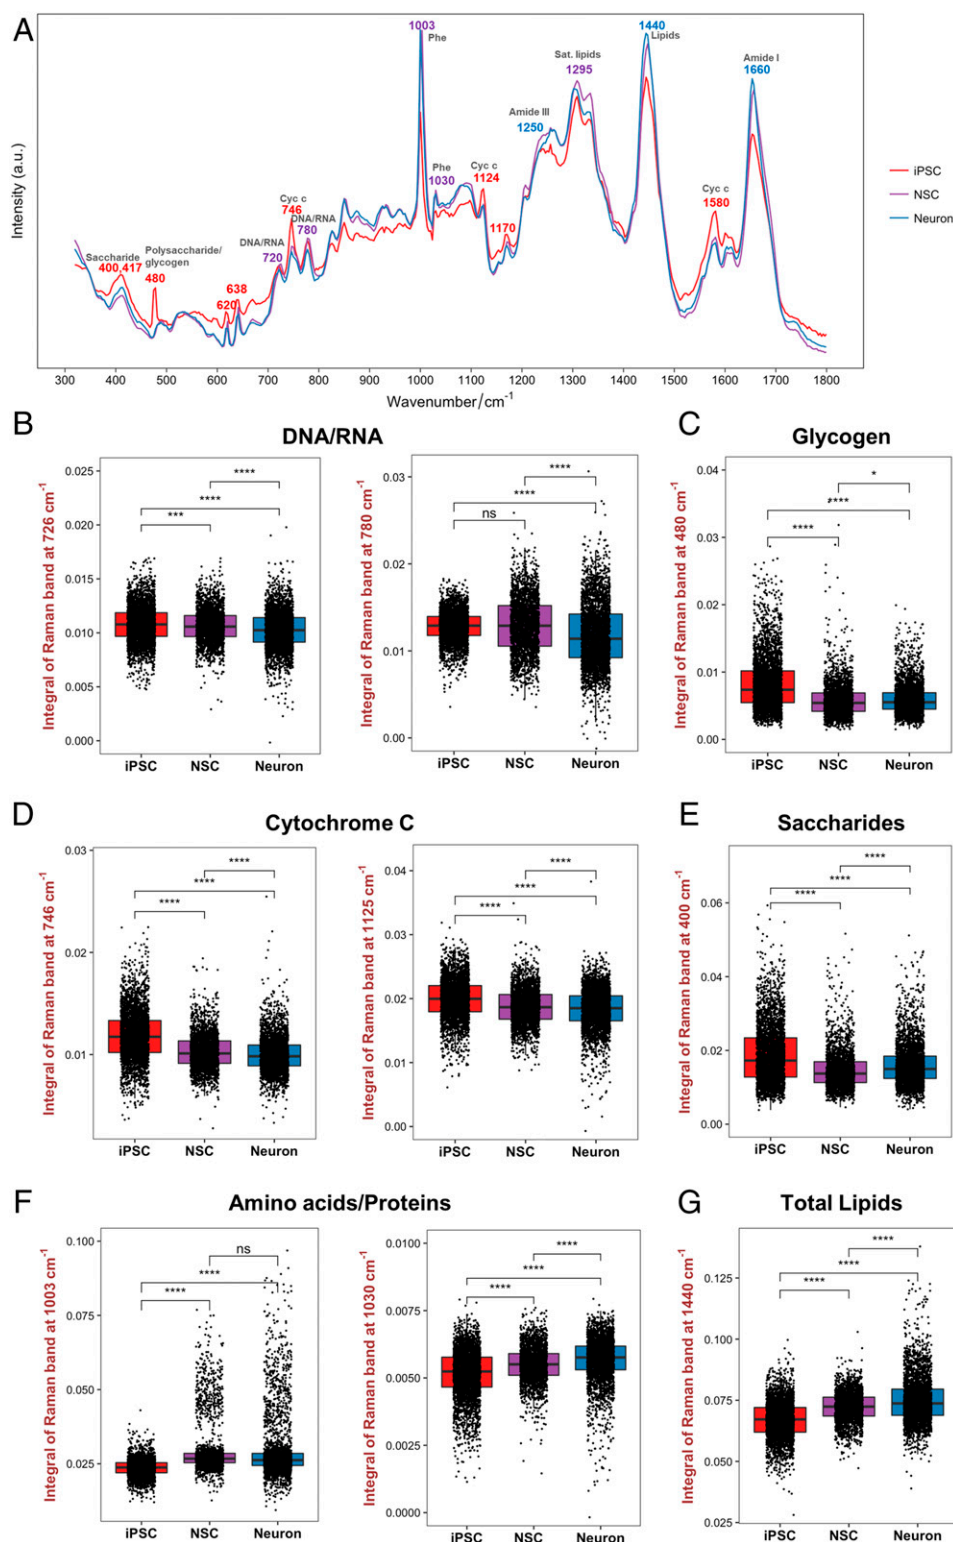 A
1003
Phe
Sat. lipids
1295
1440
Lipids
Amide I
1660
Amide III
1250
Phe
1030
Cyc c
1124
1170
Cyc c
1580
Cyc c
746
DNA/RNA
780
DNA/RNA
720
Saccharide
400,417
Polysaccharide/
glycogen
480
638
620
iPSC
NSC
Neuron
Intensity (a.u.)
300 400 500 600 700 800 900 1000 1100 1200 1300 1400 1500 1600 1700 1800
Wavenumber/cm-1
B
DNA/RNA
Integral of Raman band at 726 cm-1
0.025
0.020
0.015
0.010
0.005
0.000
****
****
***
iPSC NSC Neuron
Integral of Raman band at 780 cm-1
0.03
0.02
0.01
0.00
****
****
ns
iPSC NSC Neuron
C
Glycogen
Integral of Raman band at 480 cm-1
0.04
0.03
0.02
0.01
0.00
*
****
****
iPSC NSC Neuron
D
Cytochrome C
Integral of Raman band at 746 cm-1
0.03
0.02
0.01
****
****
****
iPSC NSC Neuron
Integral of Raman band at 1125 cm-1
0.04
0.03
0.02
0.01
0.00
****
****
****
iPSC NSC Neuron
E
Saccharides
Integral of Raman band at 400 cm-1
0.06
0.04
0.02
0.00
****
****
****
iPSC NSC Neuron
F
Amino acids/Proteins
Integral of Raman band at 1003 cm-1
0.100
0.075
0.050
0.025
ns
****
****
iPSC NSC Neuron
Integral of Raman band at 1030 cm-1
0.0100
0.0075
0.0050
0.0025
0.0000
****
****
****
iPSC NSC Neuron
G
Total Lipids
Integral of Raman band at 1440 cm-1
0.125
0.100
0.075
0.050
0.025
****
****
****
iPSC NSC Neuron